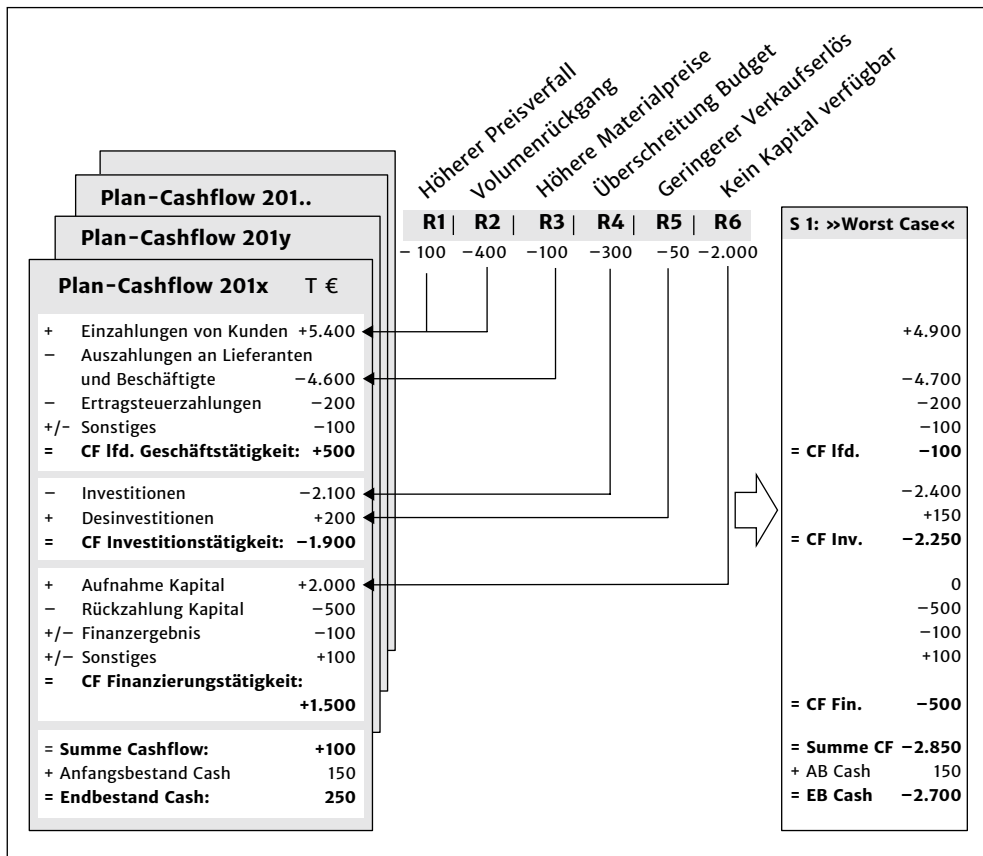 Höherer Preisverfall
Volumenrückgang
Höhere Materialpreise
Überschreitung Budget
Geringerer Verkaufserlös
Kein Kapital verfügbar
R1 | R2 | R3 | R4 | R5 | R6
– 100 –400 –100 –300 –50 –2.000
Plan-Cashflow 201..
Plan-Cashflow 201y
Plan-Cashflow 201x T €
+ Einzahlungen von Kunden +5.400
– Auszahlungen an Lieferanten
und Beschäftigte –4.600
– Ertragsteuerzahlungen –200
+/- Sonstiges –100
= CF lfd. Geschäftstätigkeit: +500
– Investitionen –2.100
+ Desinvestitionen +200
= CF Investitionstätigkeit: –1.900
+ Aufnahme Kapital +2.000
– Rückzahlung Kapital –500
+/– Finanzergebnis –100
+/– Sonstiges +100
= CF Finanzierungstätigkeit:
+1.500
= Summe Cashflow: +100
+ Anfangsbestand Cash 150
= Endbestand Cash: 250
S 1: »Worst Case«
+4.900
–4.700
–200
–100
= CF lfd. –100
–2.400
+150
= CF Inv. –2.250
0
–500
–100
+100
= CF Fin. –500
= Summe CF –2.850
+ AB Cash 150
= EB Cash –2.700